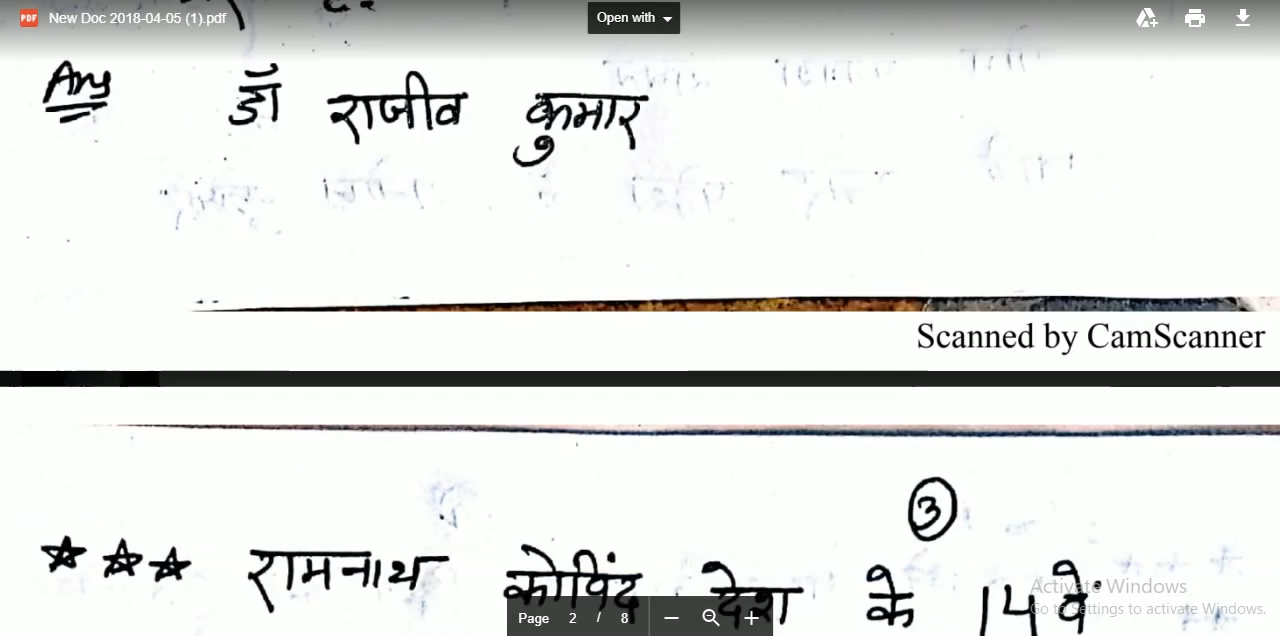 New Doc 2018-04-05 (1).pdf
Open with
Ans डॉ राजीव कुमार
Scanned by CamScanner
3
रामनाथ कोविंद देश के 14वे
Activate Windows
Go to Settings to activate Windows.
Page 2 / 8